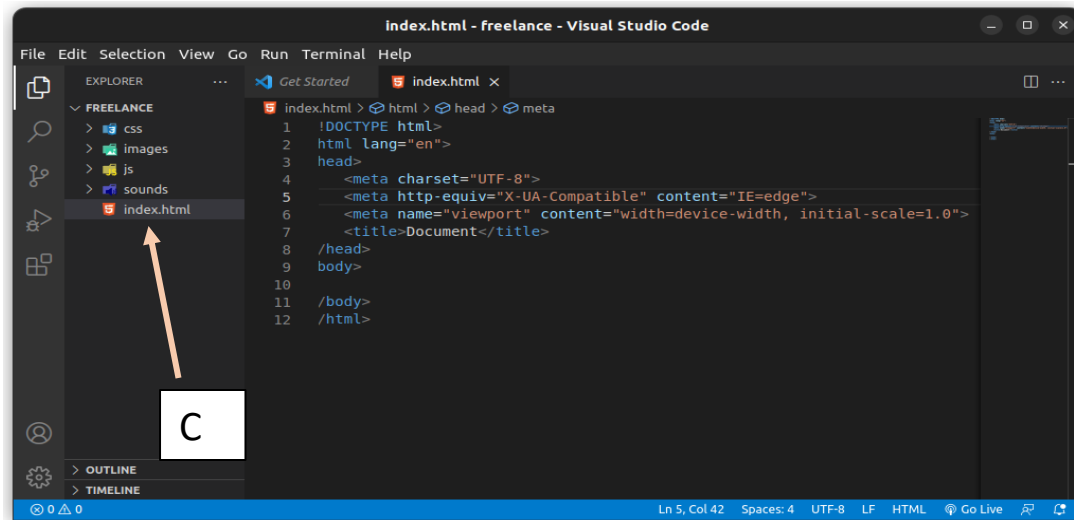 index.html - freelance - Visual Studio Code
File Edit Selection View Go Run Terminal Help
EXPLORER ...
Get Started
index.html ×
...
FREELANCE
css
images
js
sounds
index.html
index.html > html > head > meta
1 !DOCTYPE html>
2 html lang="en">
3 head>
4 <meta charset="UTF-8">
5 <meta http-equiv="X-UA-Compatible" content="IE=edge">
6 <meta name="viewport" content="width=device-width, initial-scale=1.0">
7 <title>Document</title>
8 /head>
9 body>
10
11 /body>
12 /html>
C
OUTLINE
TIMELINE
0 0
Ln 5, Col 42 Spaces: 4 UTF-8 LF HTML Go Live